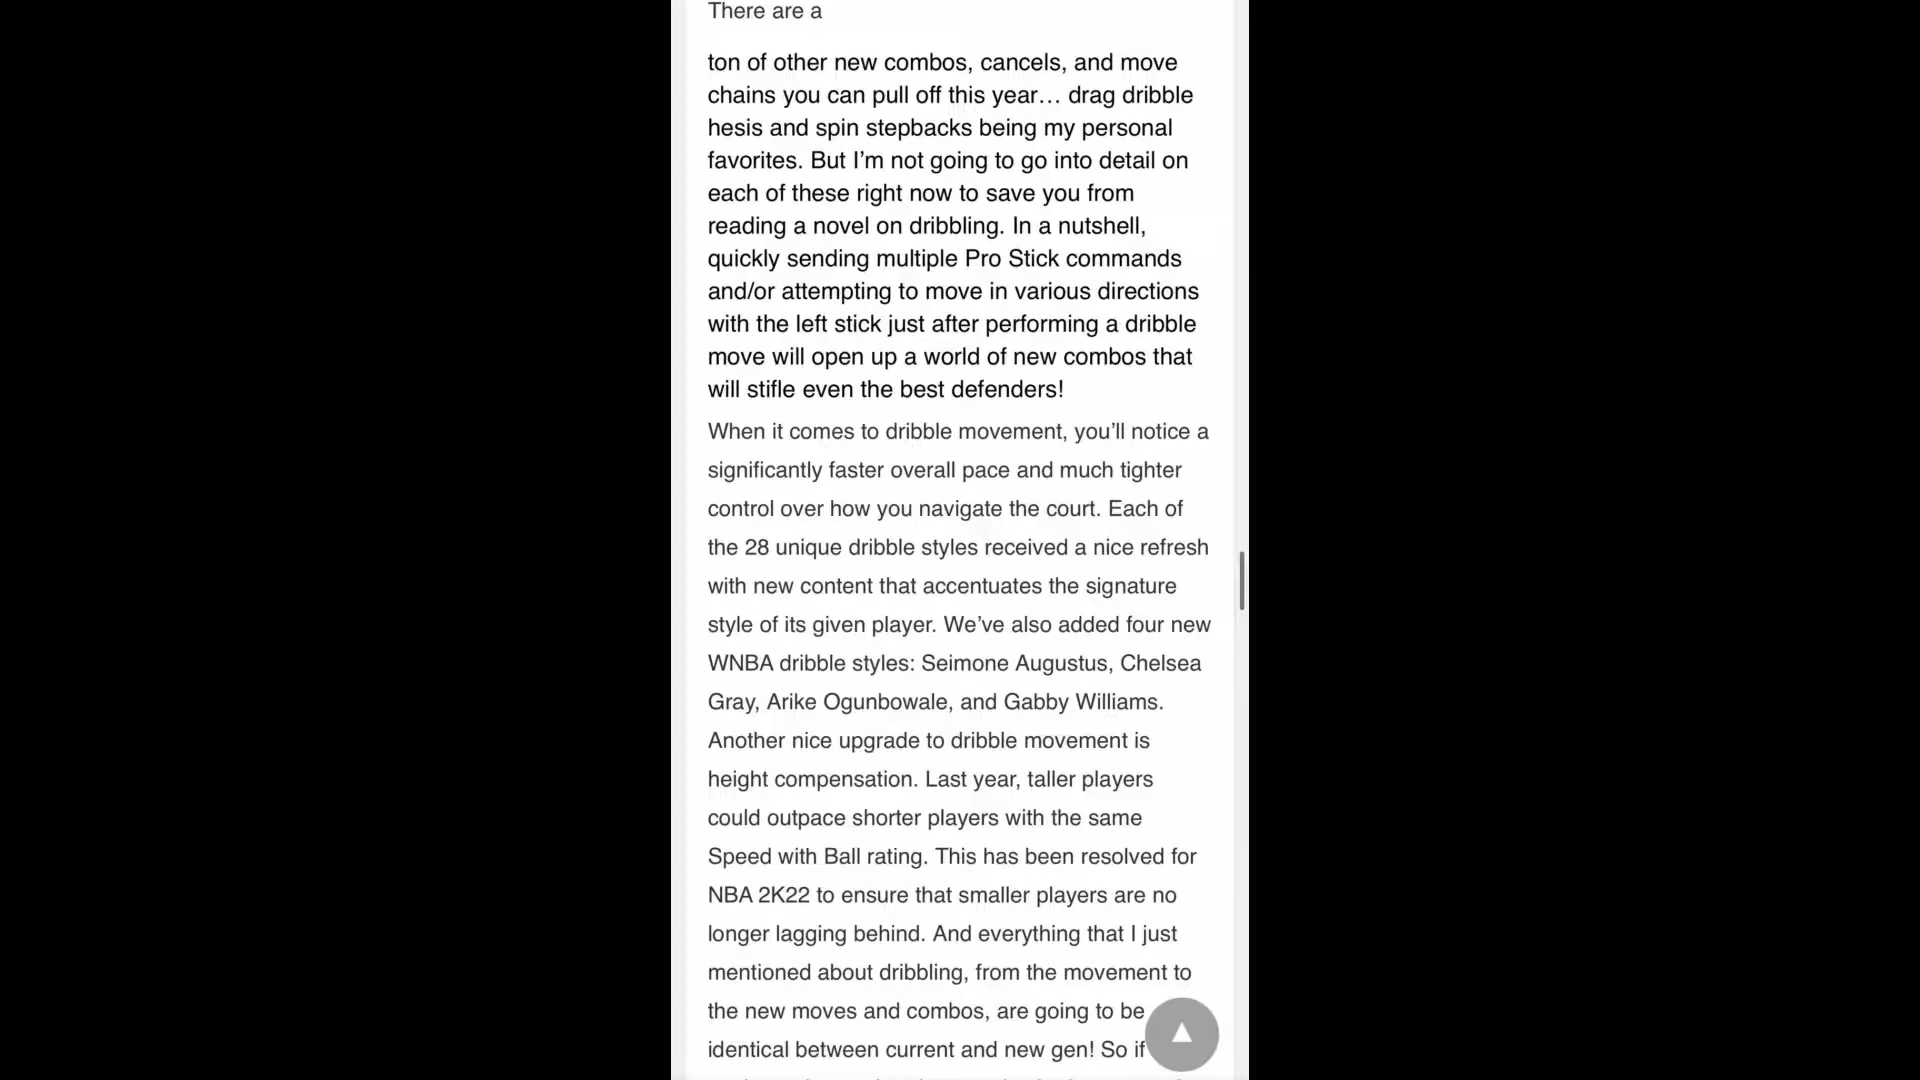 There are a
ton of other new combos, cancels, and move
chains you can pull off this year… drag dribble
hesis and spin stepbacks being my personal
favorites. But I’m not going to go into detail on
each of these right now to save you from
reading a novel on dribbling. In a nutshell,
quickly sending multiple Pro Stick commands
and/or attempting to move in various directions
with the left stick just after performing a dribble
move will open up a world of new combos that
will stifle even the best defenders!
When it comes to dribble movement, you’ll notice a
significantly faster overall pace and much tighter
control over how you navigate the court. Each of
the 28 unique dribble styles received a nice refresh
with new content that accentuates the signature
style of its given player. We’ve also added four new
WNBA dribble styles: Seimone Augustus, Chelsea
Gray, Arike Ogunbowale, and Gabby Williams.
Another nice upgrade to dribble movement is
height compensation. Last year, taller players
could outpace shorter players with the same
Speed with Ball rating. This has been resolved for
NBA 2K22 to ensure that smaller players are no
longer lagging behind. And everything that I just
mentioned about dribbling, from the movement to
the new moves and combos, are going to be
identical between current and new gen! So if